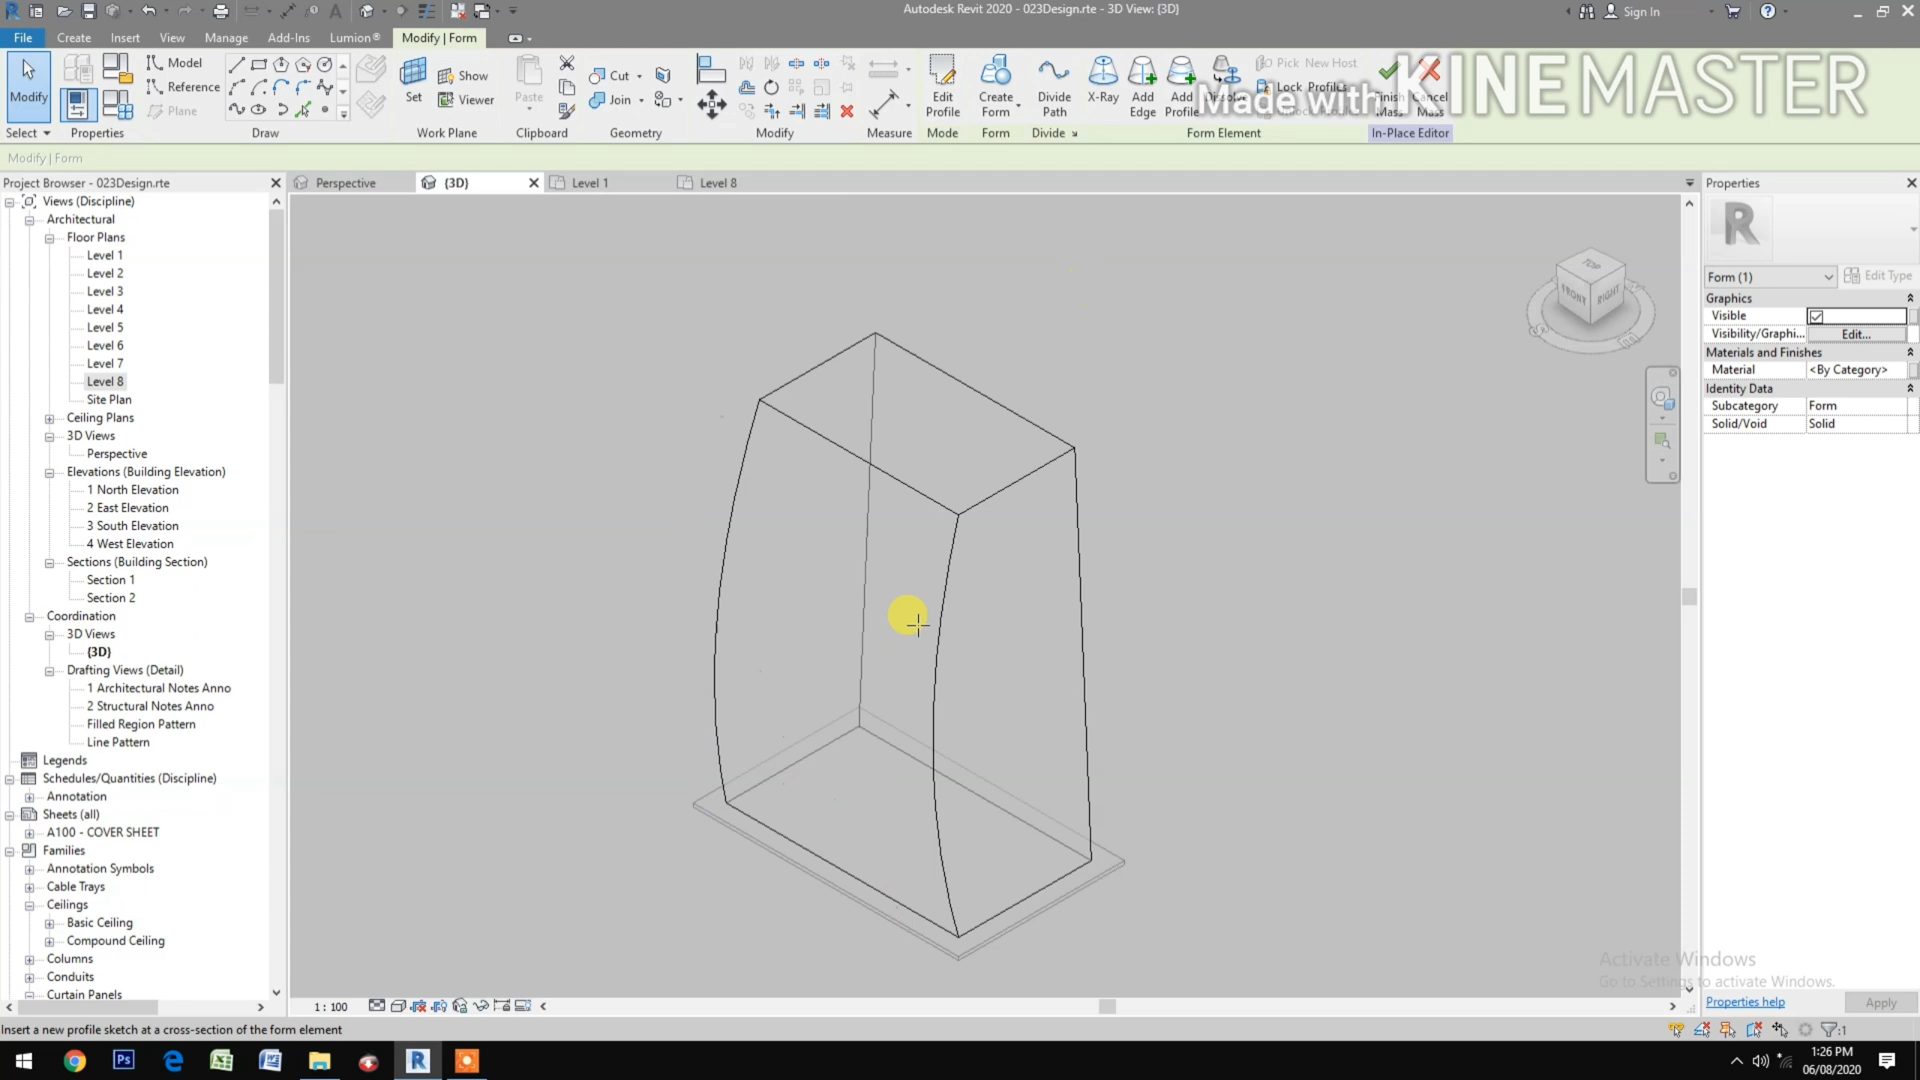 Autodesk Revit 2020 - 023Design.rte - 3D View: {3D}
Sign In
File
Create
Insert
View
Manage
Add-Ins
Lumion®
Modify | Form
Modify
Model
Reference
Plane
Set
Show
Viewer
Paste
Cut
Join
Edit Profile
Create Form
Divide Path
X-Ray
Add Edge
Add Profile
Dissolve
Pick New Host
Lock Profiles
Finish Mass
Cancel Mass
Made with KINEMASTER
Select
Properties
Draw
Work Plane
Clipboard
Geometry
Modify
Measure
Mode
Form
Divide
Form Element
In-Place Editor
Modify | Form
Project Browser - 023Design.rte
Perspective
{3D}
Level 1
Level 8
Properties
Views (Discipline)
Architectural
Floor Plans
Level 1
Level 2
Level 3
Level 4
Level 5
Level 6
Level 7
Level 8
Site Plan
Ceiling Plans
3D Views
Perspective
Elevations (Building Elevation)
1 North Elevation
2 East Elevation
3 South Elevation
4 West Elevation
Sections (Building Section)
Section 1
Section 2
Coordination
3D Views
{3D}
Drafting Views (Detail)
1 Architectural Notes Anno
2 Structural Notes Anno
Filled Region Pattern
Line Pattern
Legends
Schedules/Quantities (Discipline)
Annotation
Sheets (all)
A100 - COVER SHEET
Families
Annotation Symbols
Cable Trays
Ceilings
Basic Ceiling
Compound Ceiling
Columns
Conduits
Curtain Panels
TOP
FRONT
RIGHT
R
Form (1)
Edit Type
Graphics
Visible
Visibility/Graphi...
Edit...
Materials and Finishes
Material
<By Category>
Identity Data
Subcategory
Form
Solid/Void
Solid
Activate Windows
Go to Settings to activate Windows.
Properties help
Apply
1 : 100
Insert a new profile sketch at a cross-section of the form element
:1
1:26 PM
06/08/2020